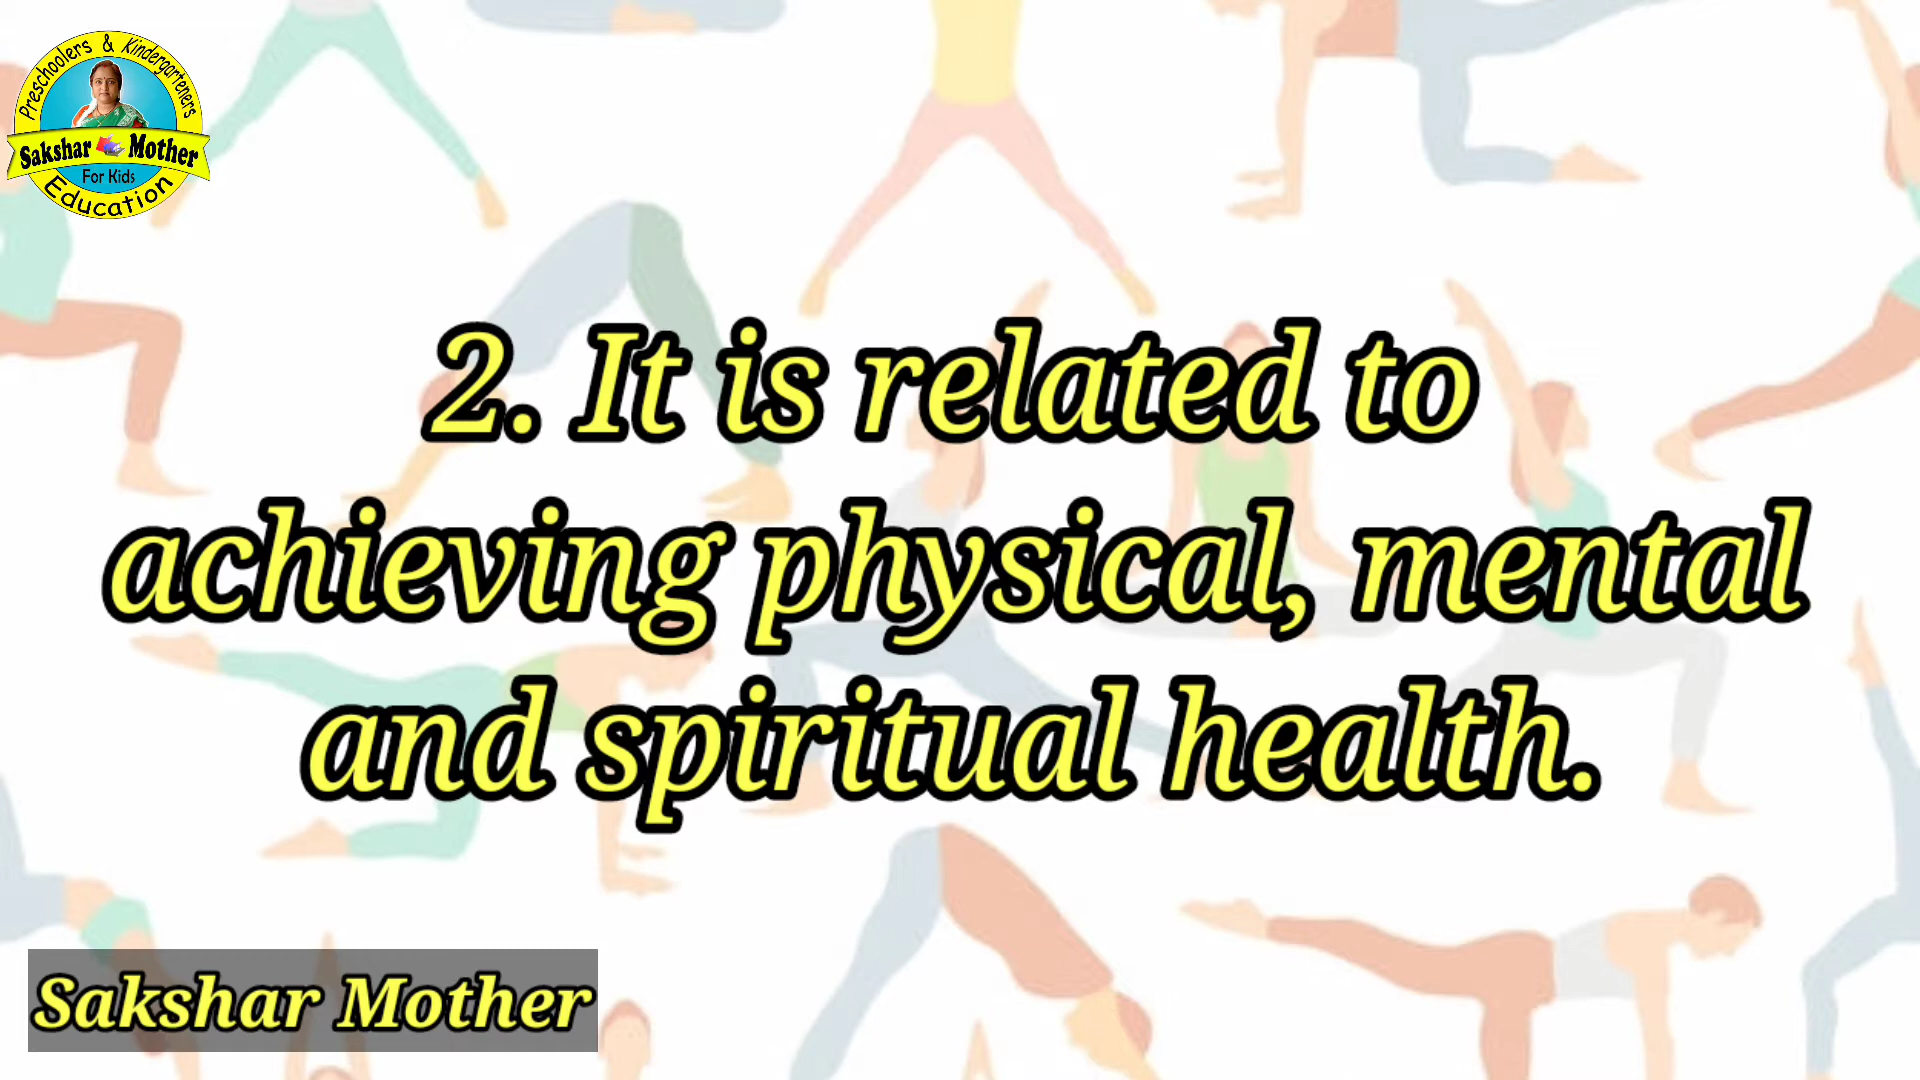 Preschoolers & Kindergarteners
Sakshar Mother
For Kids
Education
2. It is related to
achieving physical, mental
and spiritual health.
Sakshar Mother